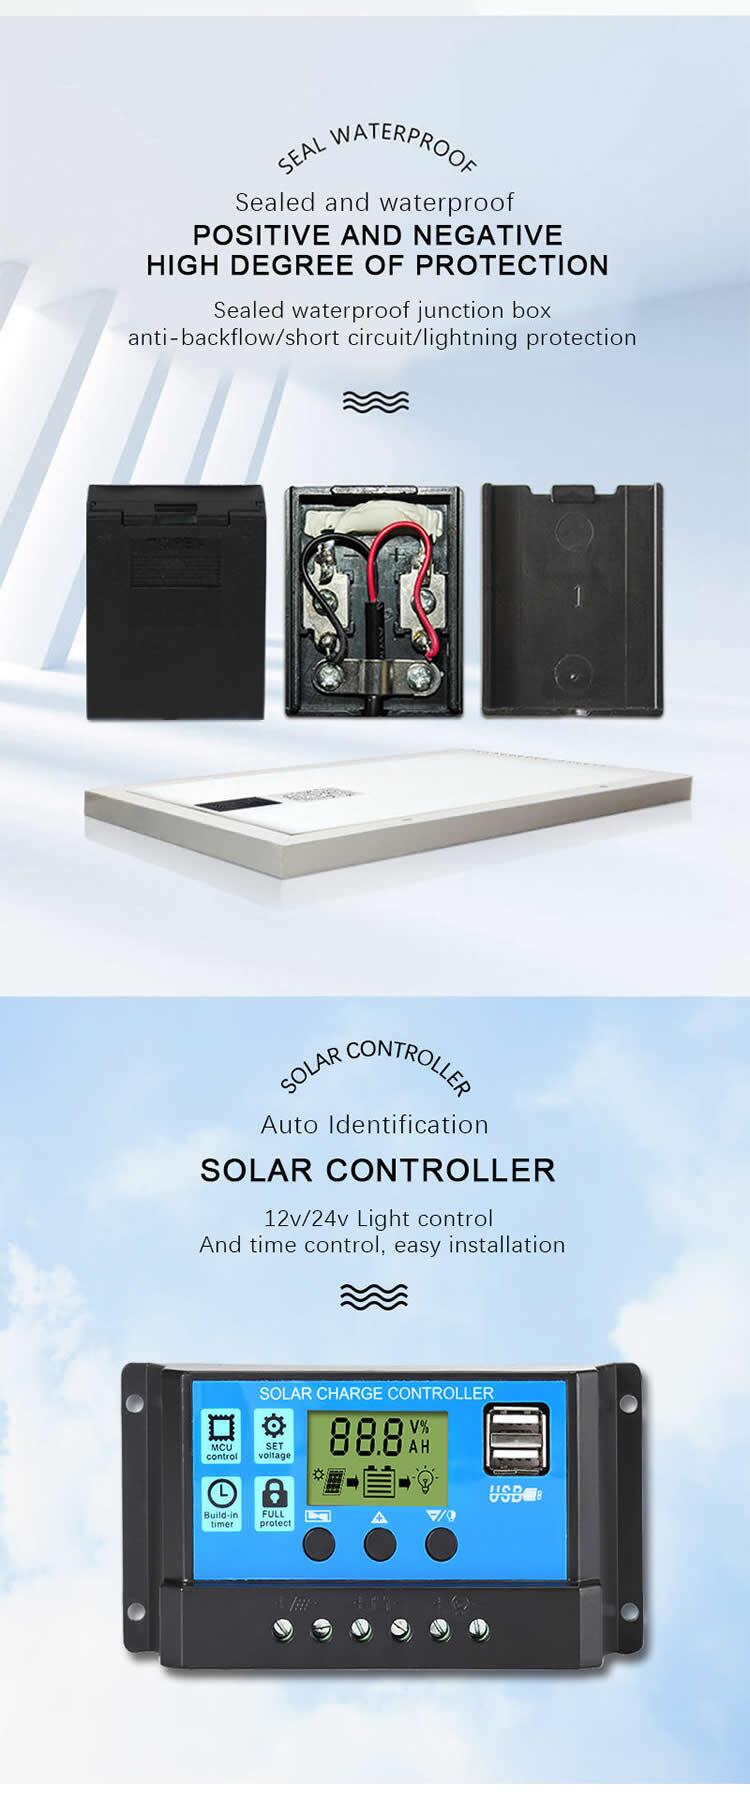 SEAL WATERPROOF
Sealed and waterproof
POSITIVE AND NEGATIVE
HIGH DEGREE OF PROTECTION
Sealed waterproof junction box
anti-backflow/short circuit/lightning protection
SOLAR CONTROLLER
Auto Identification
SOLAR CONTROLLER
12v/24v Light control
And time control, easy installation
SOLAR CHARGE CONTROLLER
MCU
control
SET
voltage
88.8 V%
AH
Build-in
timer
FULL
protect
USB